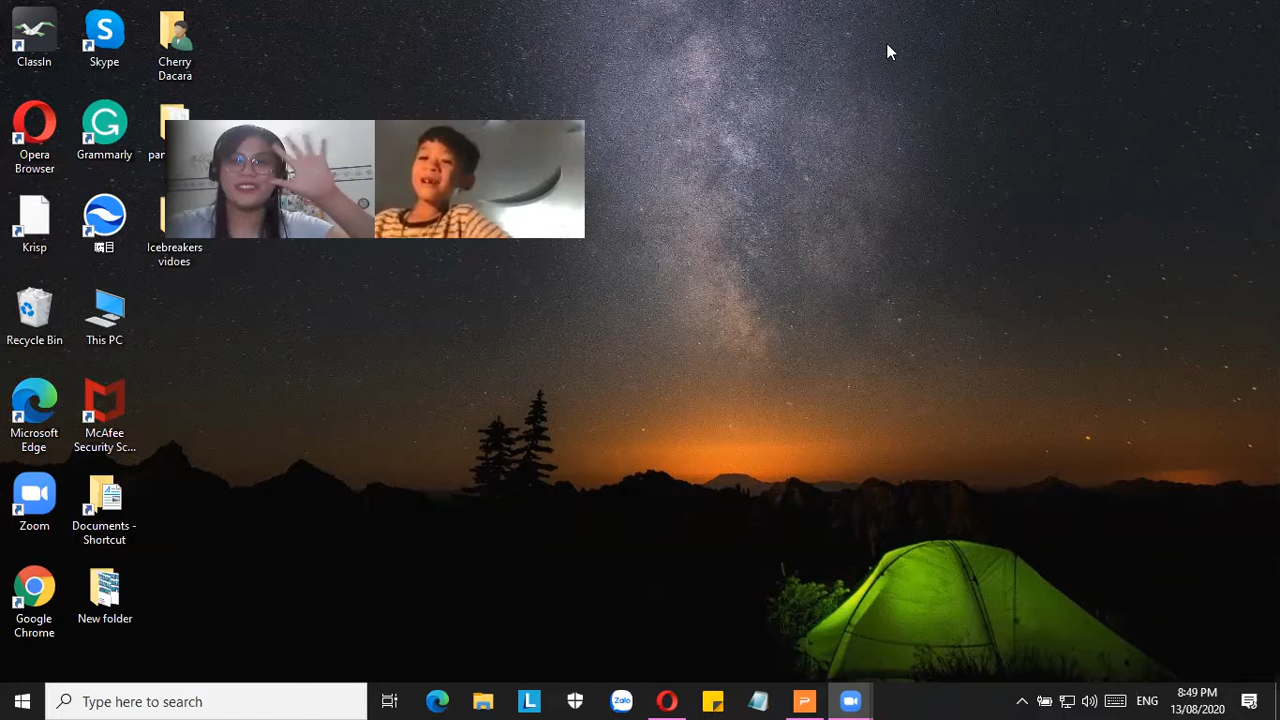 ClassIn
Skype
Cherry
Dacara
Opera
Browser
Grammarly
Krisp
Icebreakers
vidoes
Recycle Bin
This PC
Microsoft
Edge
McAfee
Security Sc...
Zoom
Documents -
Shortcut
Google
Chrome
New folder
Type here to search
Zalo
ENG
8:49 PM
13/08/2020